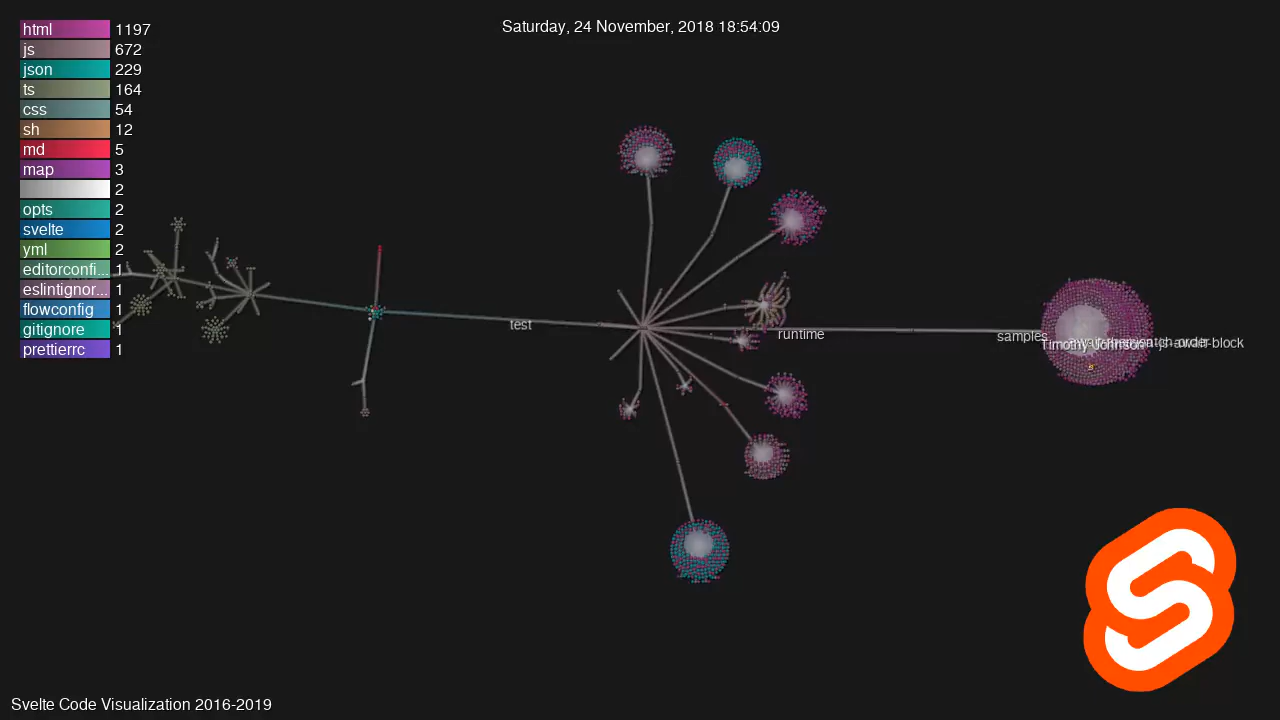 Saturday, 24 November, 2018 18:54:09
html 1197
js 672
json 229
ts 164
css 54
sh 12
md 5
map 3
2
opts 2
svelte 2
yml 2
editorconfi... 1
eslintignor... 1
flowconfig 1
gitignore 1
prettierrc 1
test
runtime
samples
Timothy Johnson
Svelte Code Visualization 2016-2019